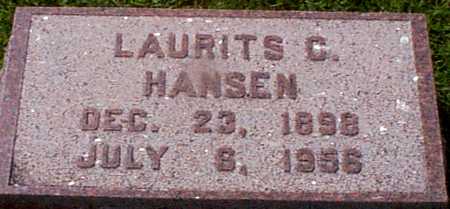 LAURITS C.
HANSEN
DEC. 23, 1898
JULY 6, 1956